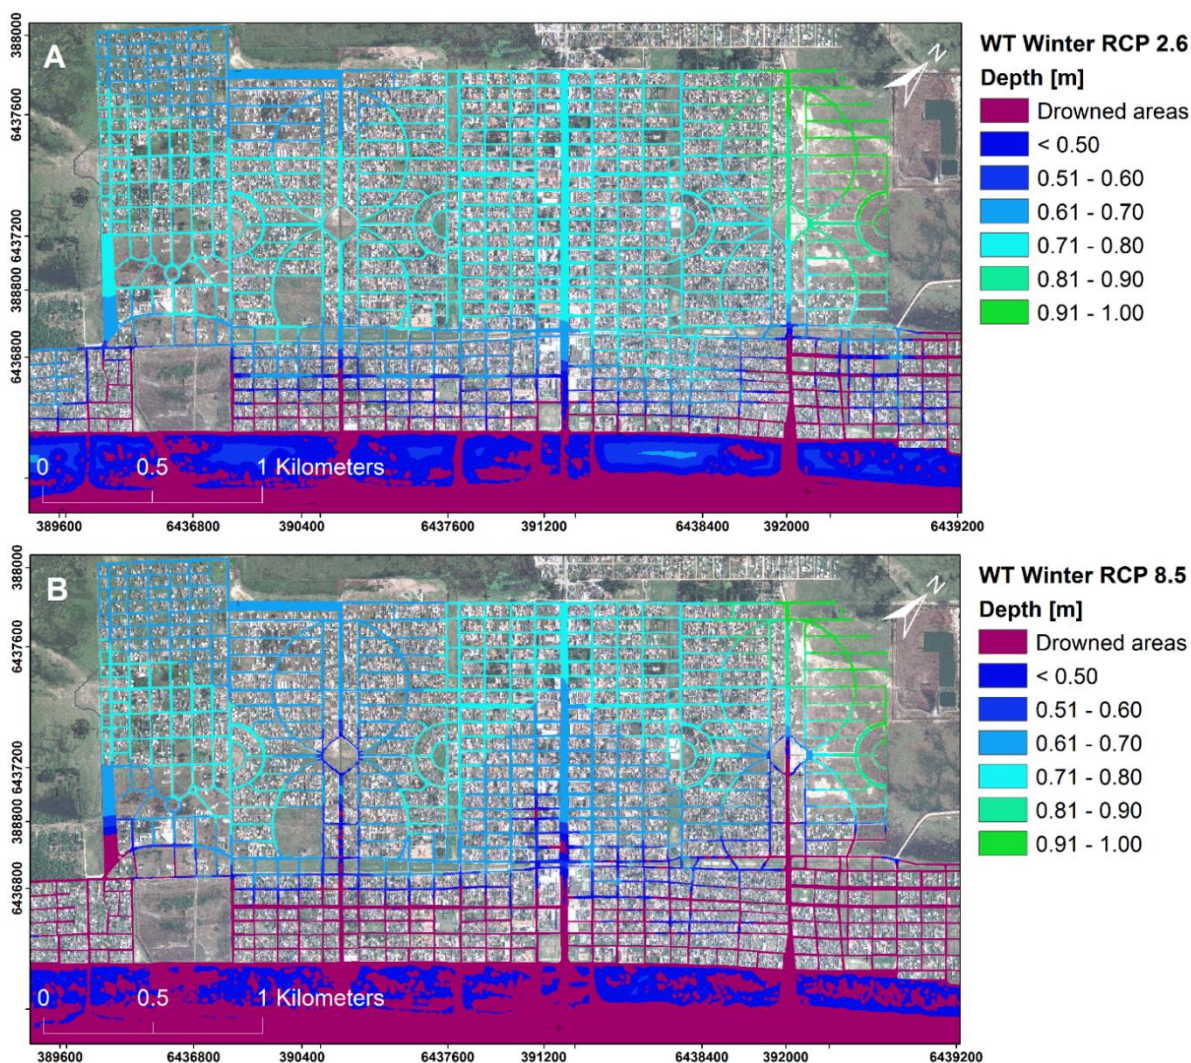 A
N
WT Winter RCP 2.6
Depth [m]
Drowned areas
< 0.50
0.51 - 0.60
0.61 - 0.70
0.71 - 0.80
0.81 - 0.90
0.91 - 1.00
388000
6437600
6437200
388800
6436800
0 0.5 1 Kilometers
389600 6436800 390400 6437600 391200 6438400 392000 6439200
B
N
WT Winter RCP 8.5
Depth [m]
Drowned areas
< 0.50
0.51 - 0.60
0.61 - 0.70
0.71 - 0.80
0.81 - 0.90
0.91 - 1.00
388000
6437600
6437200
388800
6436800
0 0.5 1 Kilometers
389600 6436800 390400 6437600 391200 6438400 392000 6439200